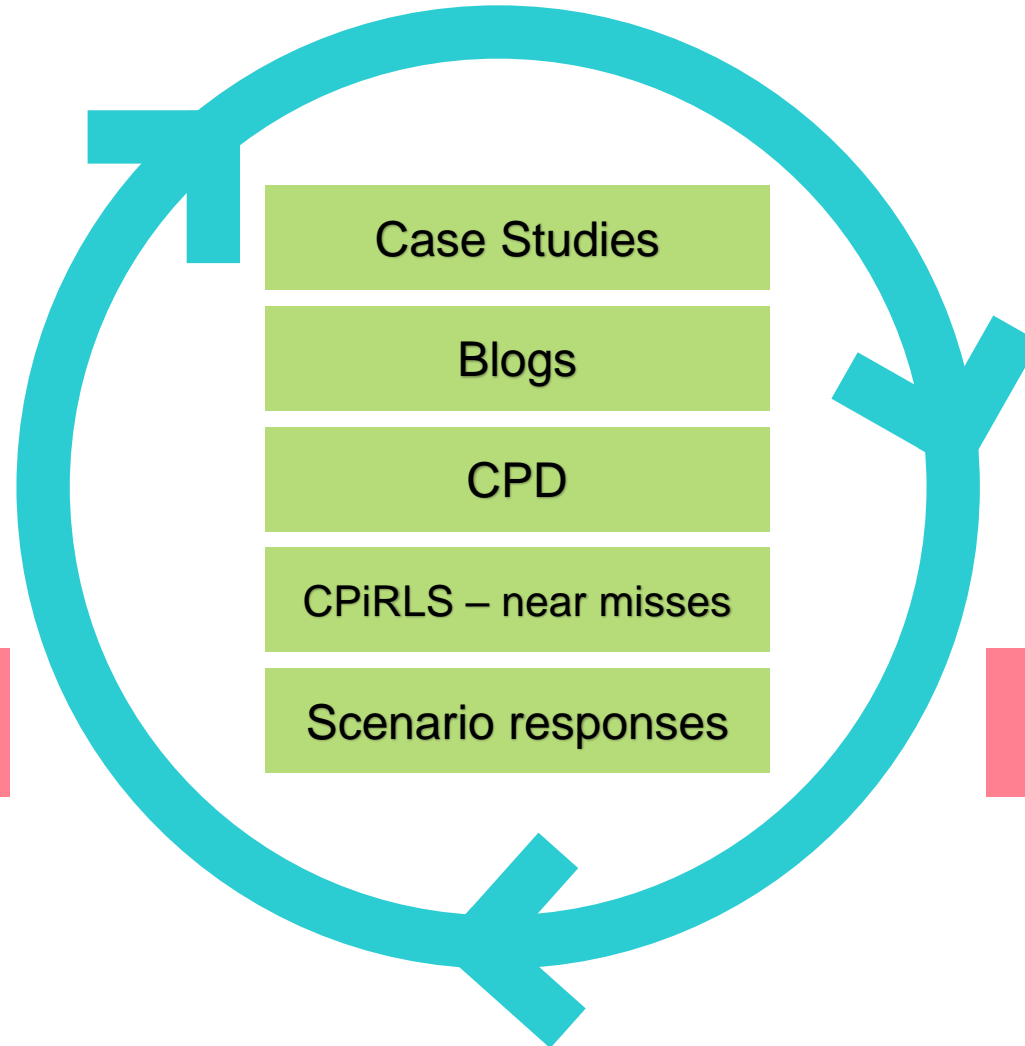 Case Studies
Blogs
CPD
CPiRLS – near misses
Scenario responses